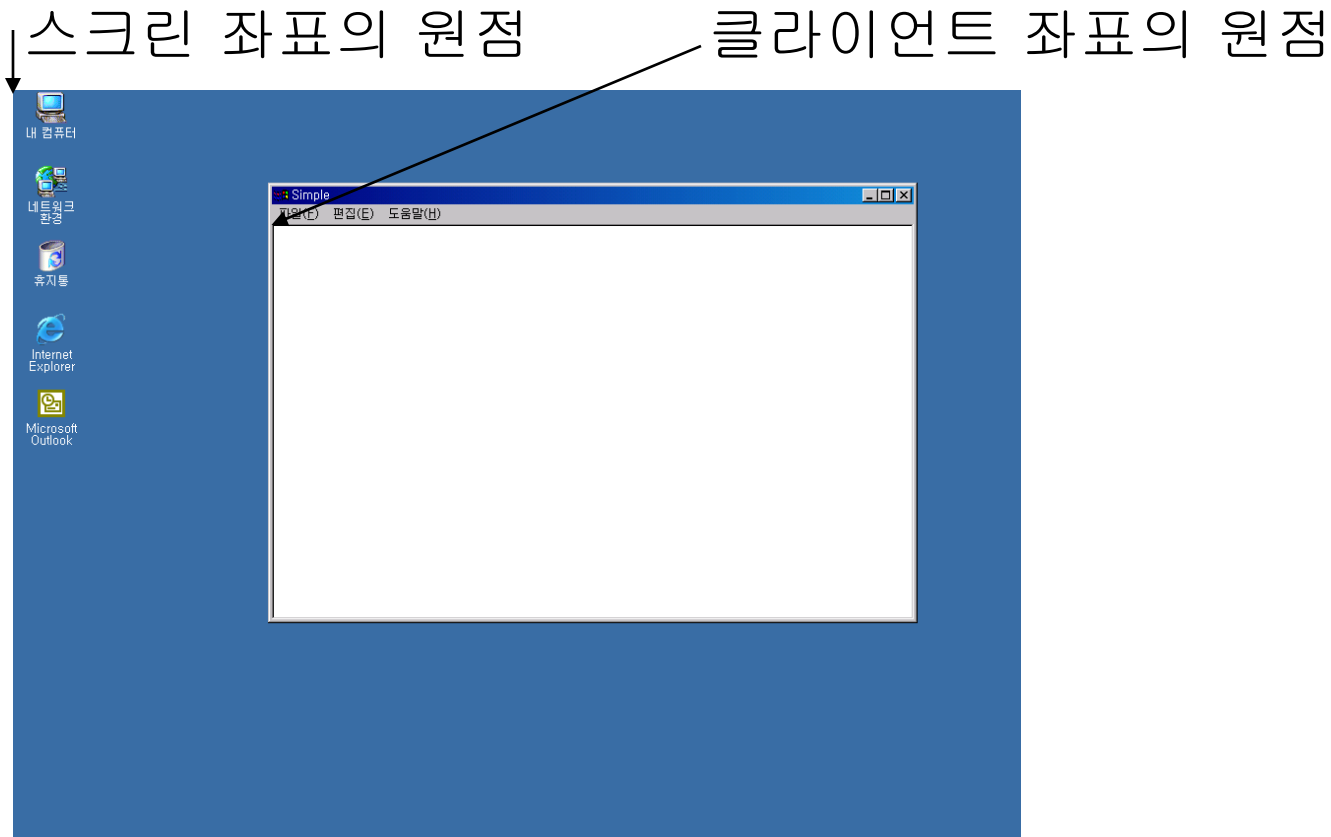 스크린 좌표의 원점
클라이언트 좌표의 원점
내 컴퓨터
네트워크
환경
휴지통
Internet
Explorer
Microsoft
Outlook
Simple
파일(F) 편집(E) 도움말(H)